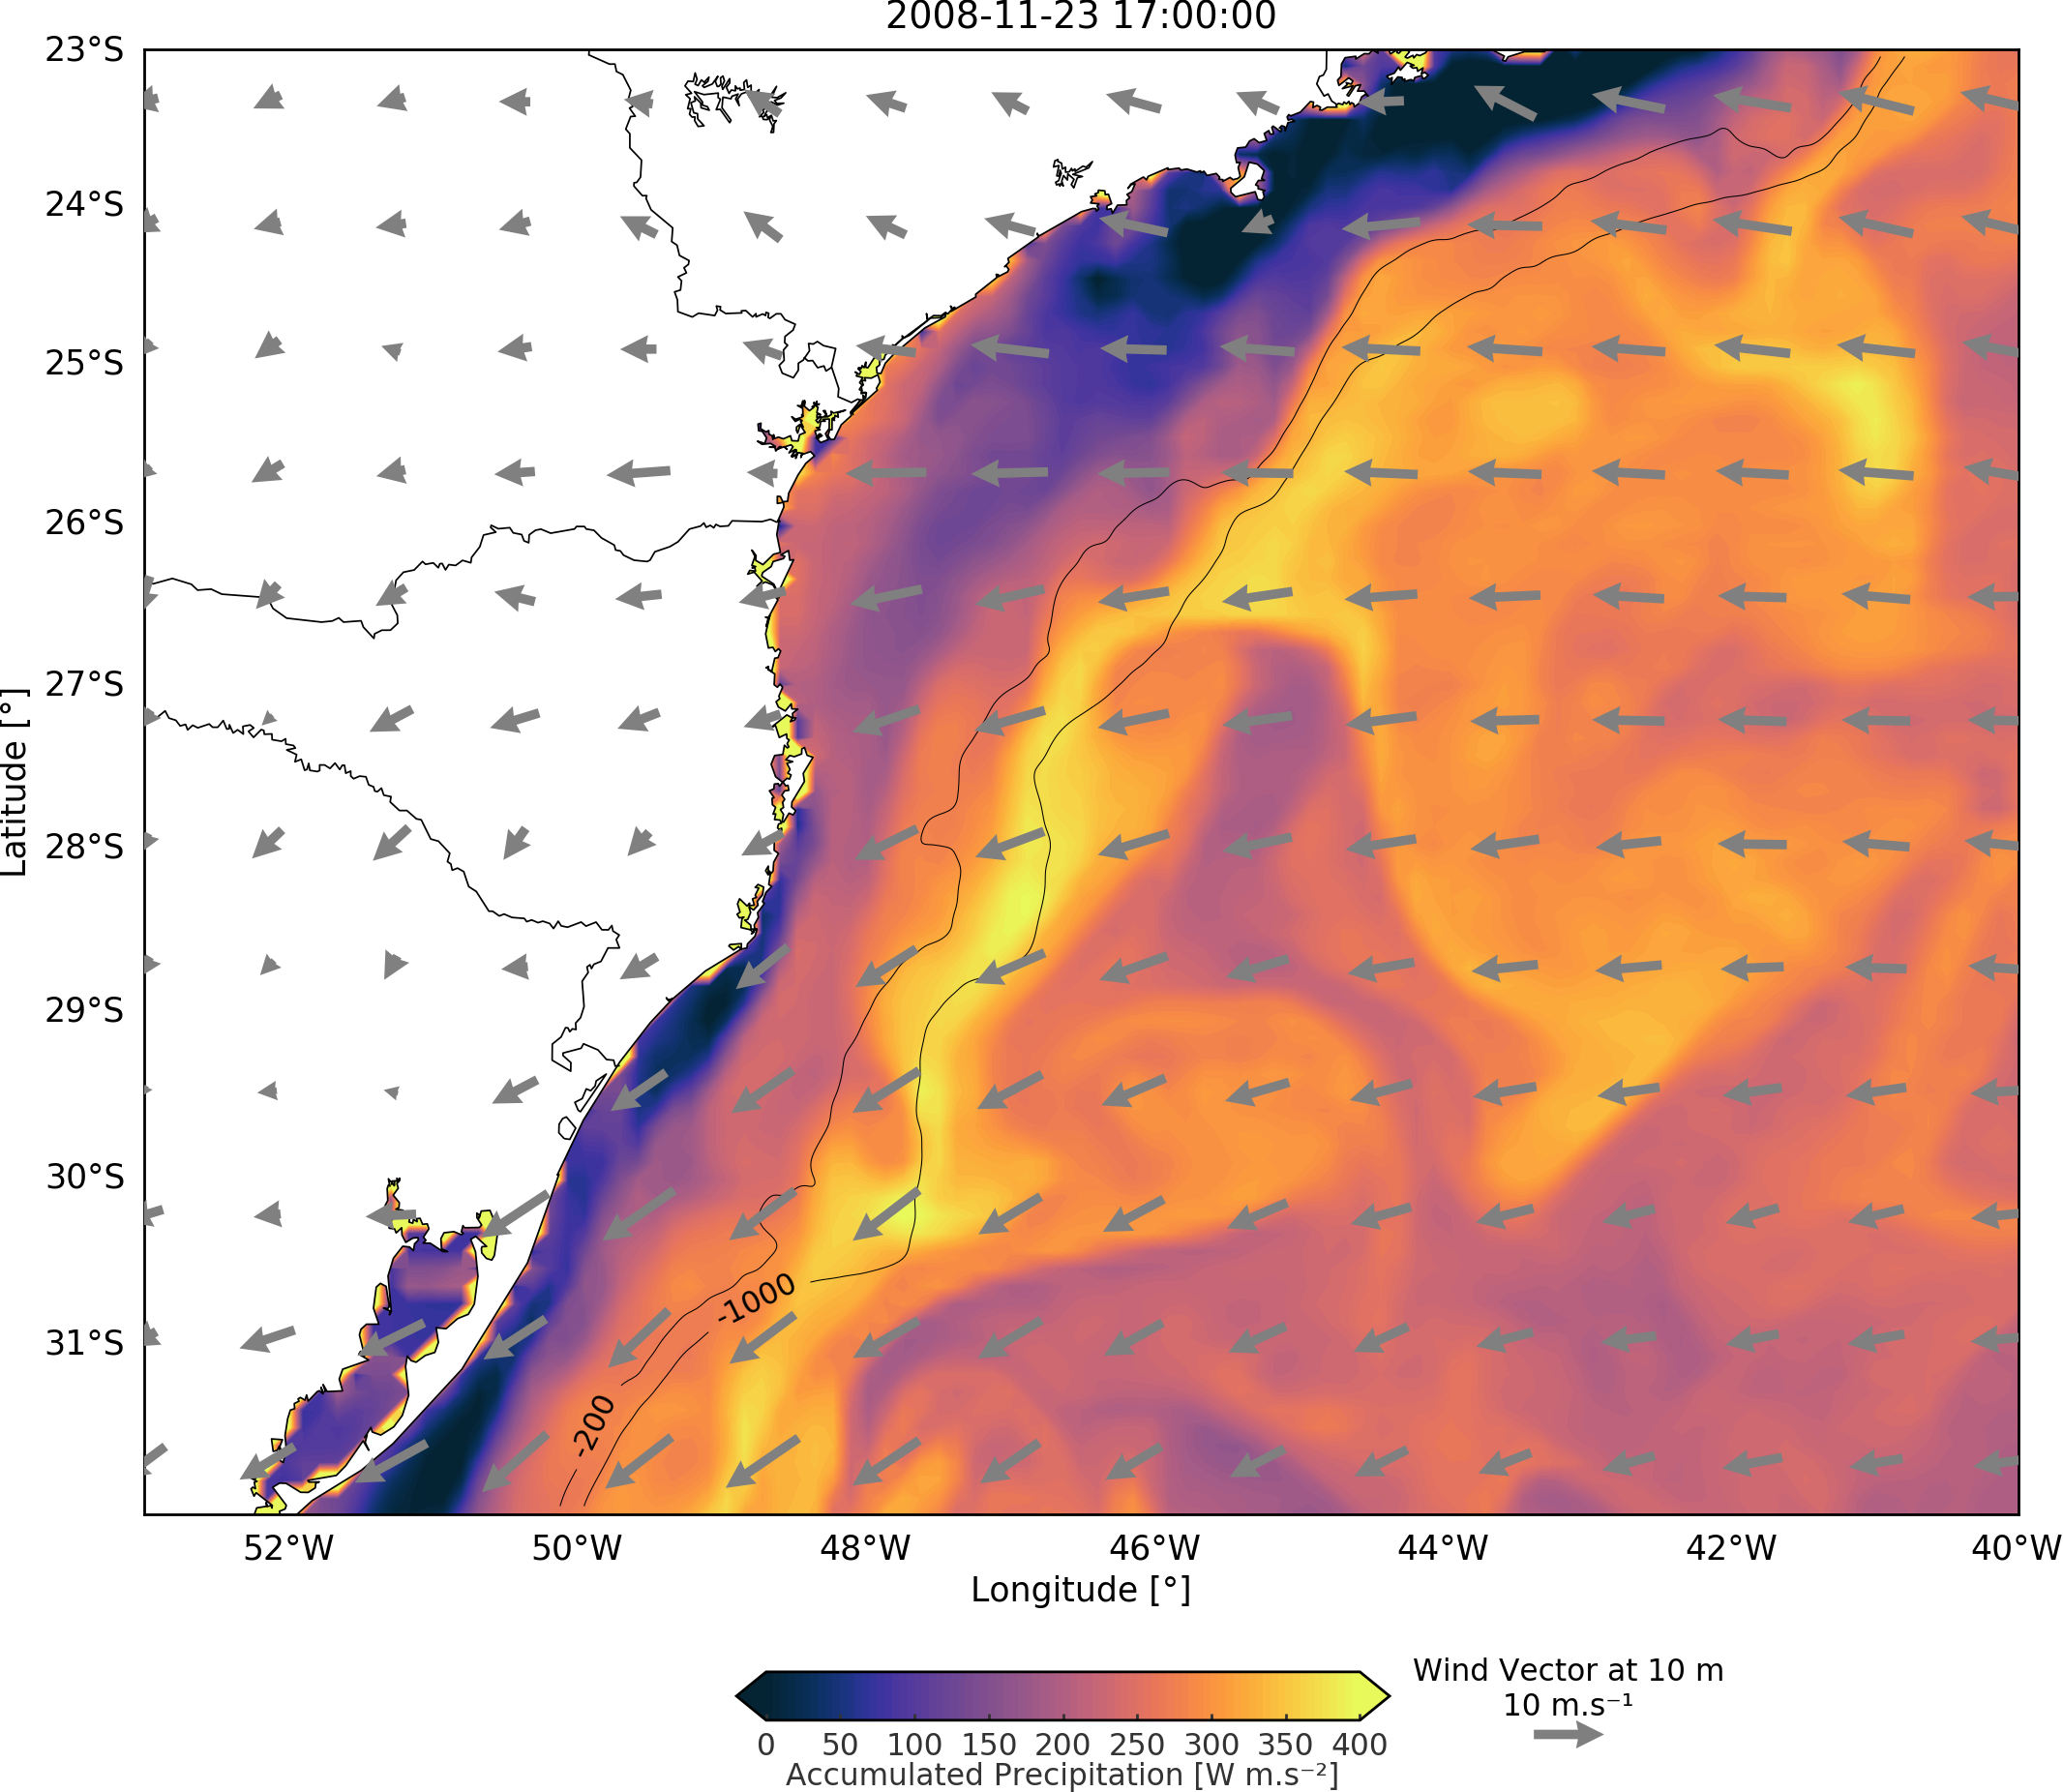 2008-11-23 17:00:00
23°S
24°S
25°S
26°S
27°S
28°S
29°S
30°S
31°S
Latitude [°]
-1000
-200
52°W 50°W 48°W 46°W 44°W 42°W 40°W
Longitude [°]
Wind Vector at 10 m
10 m.s⁻¹
0 50 100 150 200 250 300 350 400
Accumulated Precipitation [W m.s⁻²]